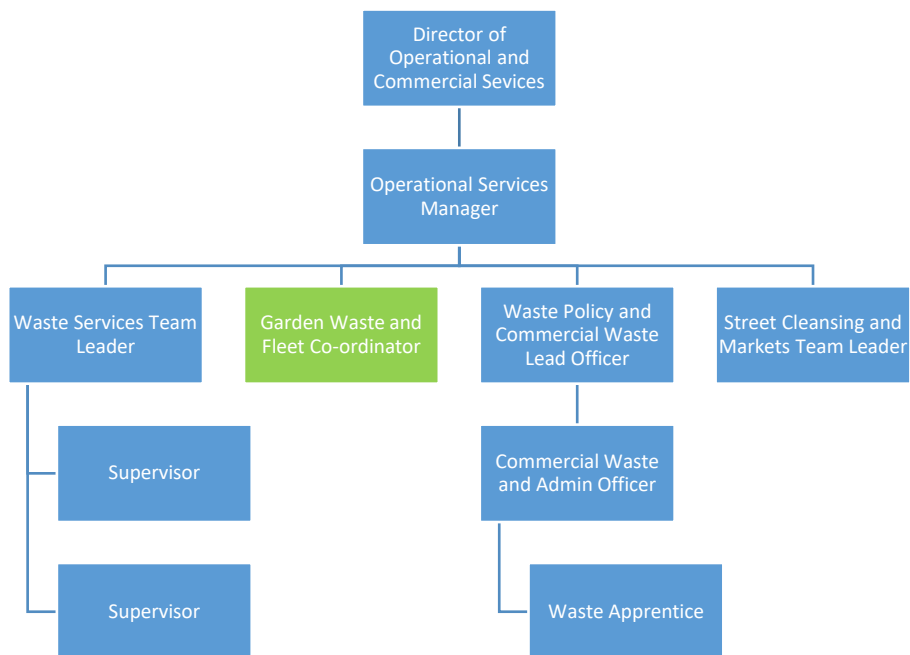 Director of
Operational and
Commercial Sevices
Operational Services
Manager
Waste Services Team
Leader
Garden Waste and
Fleet Co-ordinator
Waste Policy and
Commercial Waste
Lead Officer
Street Cleansing and
Markets Team Leader
Supervisor
Commercial Waste
and Admin Officer
Supervisor
Waste Apprentice